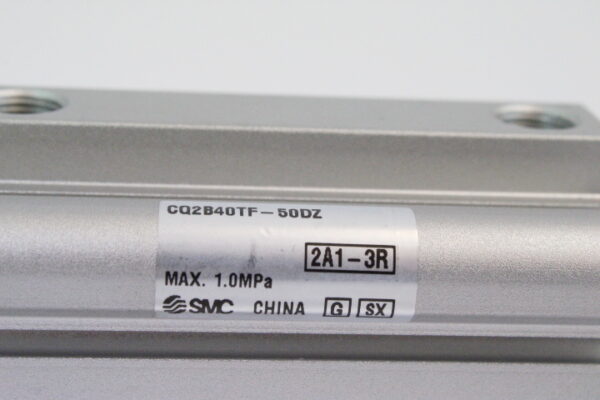 CQ2B40TF-50DZ
2A1-3R
MAX. 1.0MPa
SMC CHINA G SX